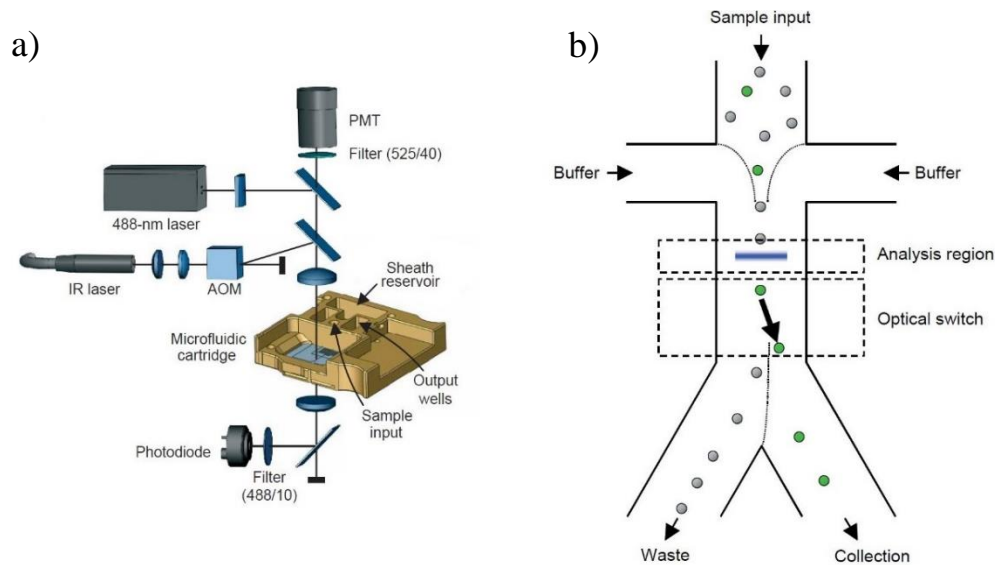 a)
PMT
Filter (525/40)
488-nm laser
IR laser
AOM
Sheath
reservoir
Microfluidic
cartridge
Output
wells
Sample
input
Photodiode
Filter
(488/10)
b)
Sample input
Buffer
Buffer
Analysis region
Optical switch
Waste
Collection